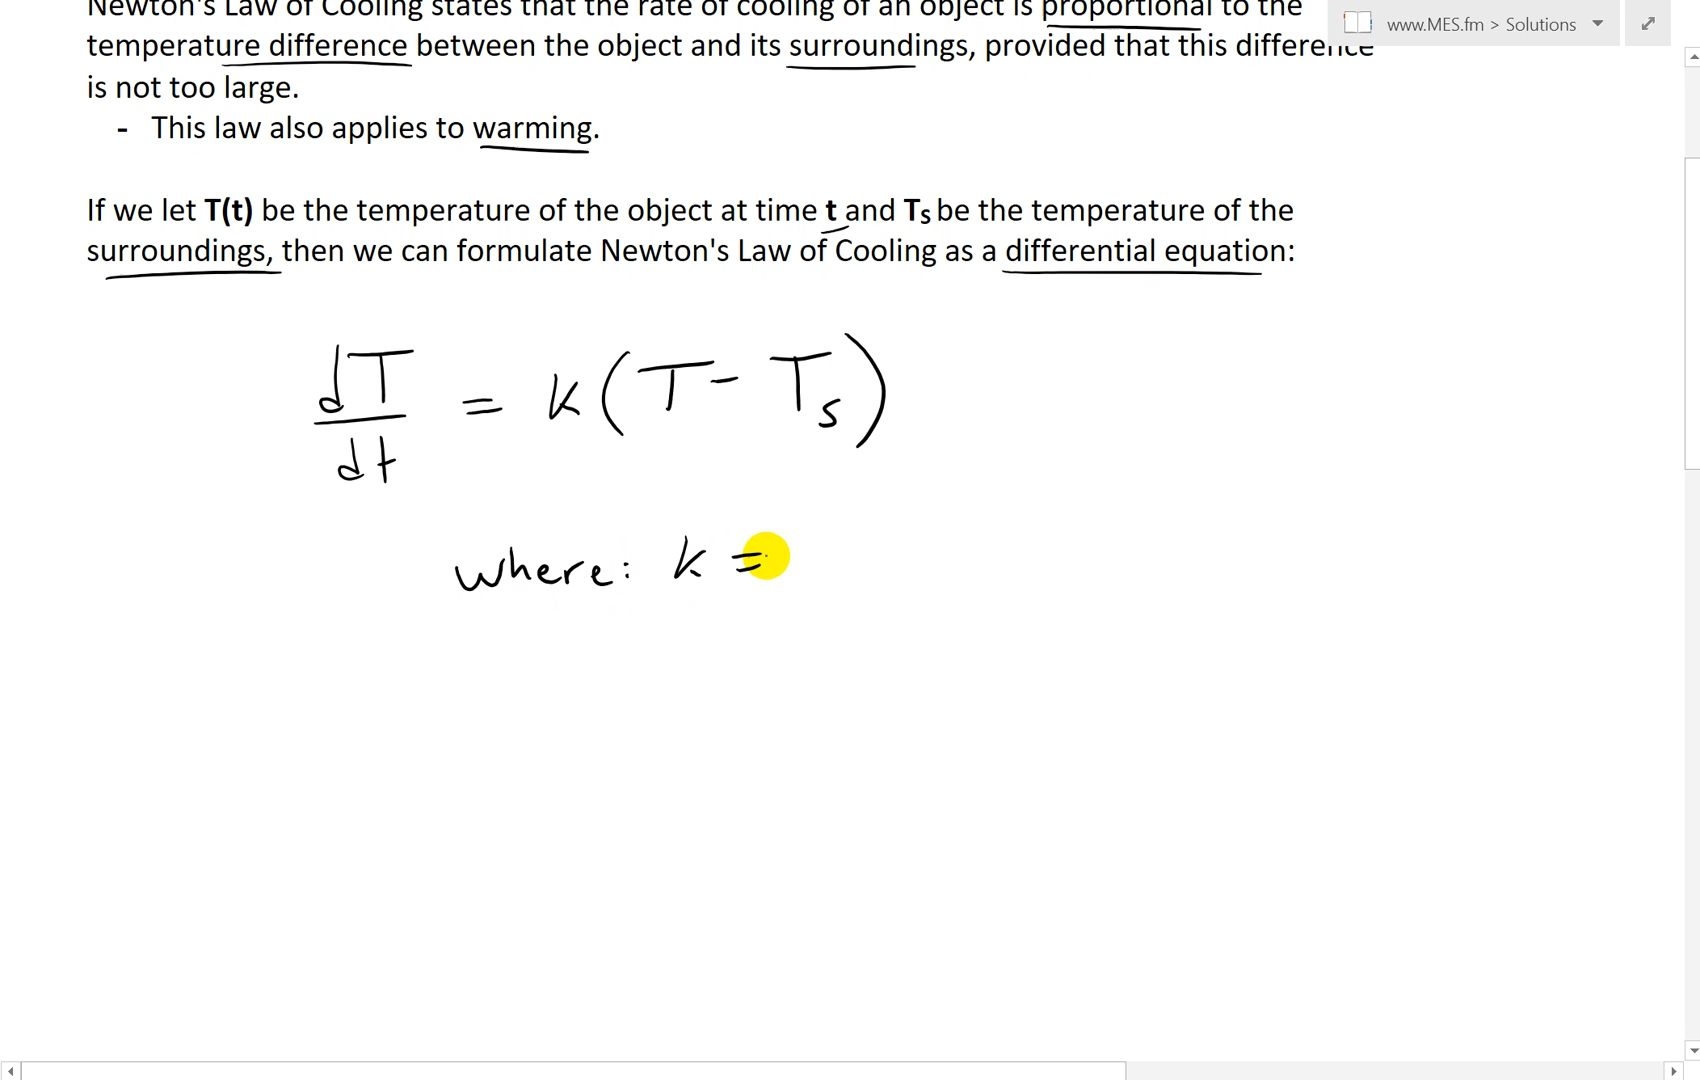 Newton's Law of Cooling states that the rate of cooling of an object is proportional to the
www.MES.fm > Solutions
temperature difference between the object and its surroundings, provided that this difference
is not too large.
- This law also applies to warming.
If we let T(t) be the temperature of the object at time t and Ts be the temperature of the
surroundings, then we can formulate Newton's Law of Cooling as a differential equation:
dT/dt = k(T - Ts)
where: k =